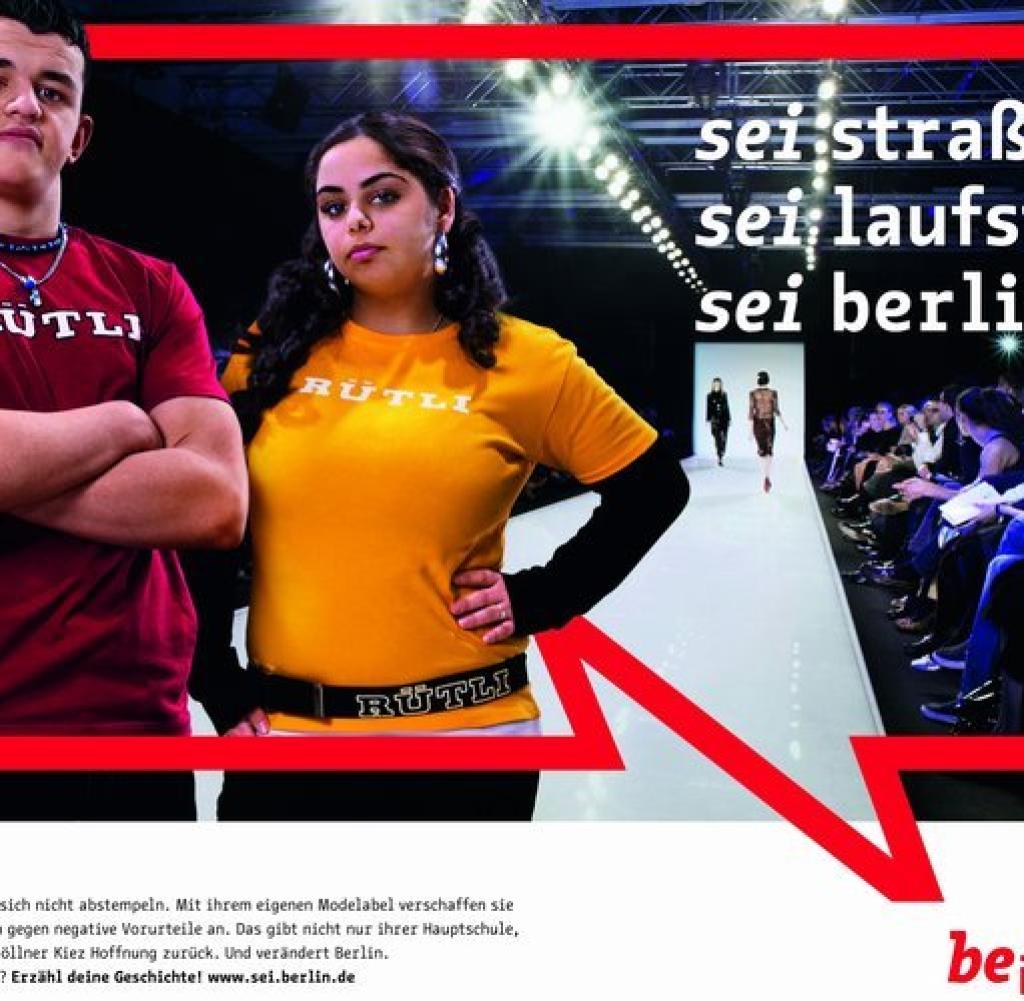 sei straß
sei laufs
sei berli
ÜTLI
RÜTLI
RÜTLI
sich nicht abstempeln. Mit ihrem eigenen Modelabel verschaffen sie
gegen negative Vorurteile an. Das gibt nicht nur ihrer Hauptschule,
öllner Kiez Hoffnung zurück. Und verändert Berlin.
? Erzähl deine Geschichte! www.sei.berlin.de
be